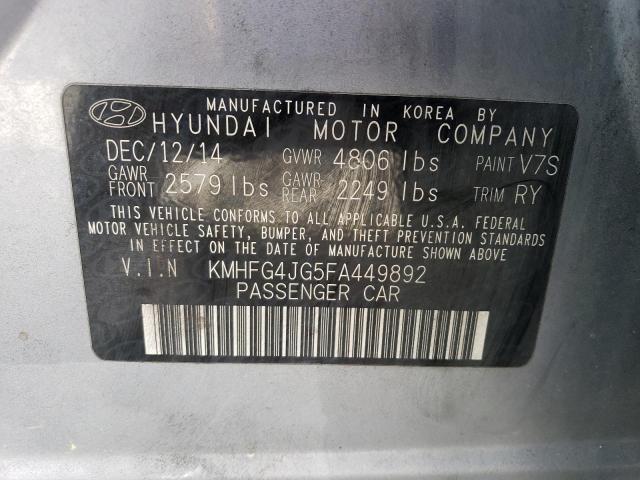 MANUFACTURED IN KOREA BY
HYUNDAI MOTOR COMPANY
DEC/12/14 GVWR 4806 lbs PAINT V7S
GAWR FRONT 2579 lbs GAWR REAR 2249 lbs TRIM RY
THIS VEHICLE CONFORMS TO ALL APPLICABLE U.S.A. FEDERAL
MOTOR VEHICLE SAFETY, BUMPER, AND THEFT PREVENTION STANDARDS
IN EFFECT ON THE DATE OF MANUFACTURE SHOWN ABOVE.
V.I.N KMHFG4JG5FA449892
PASSENGER CAR